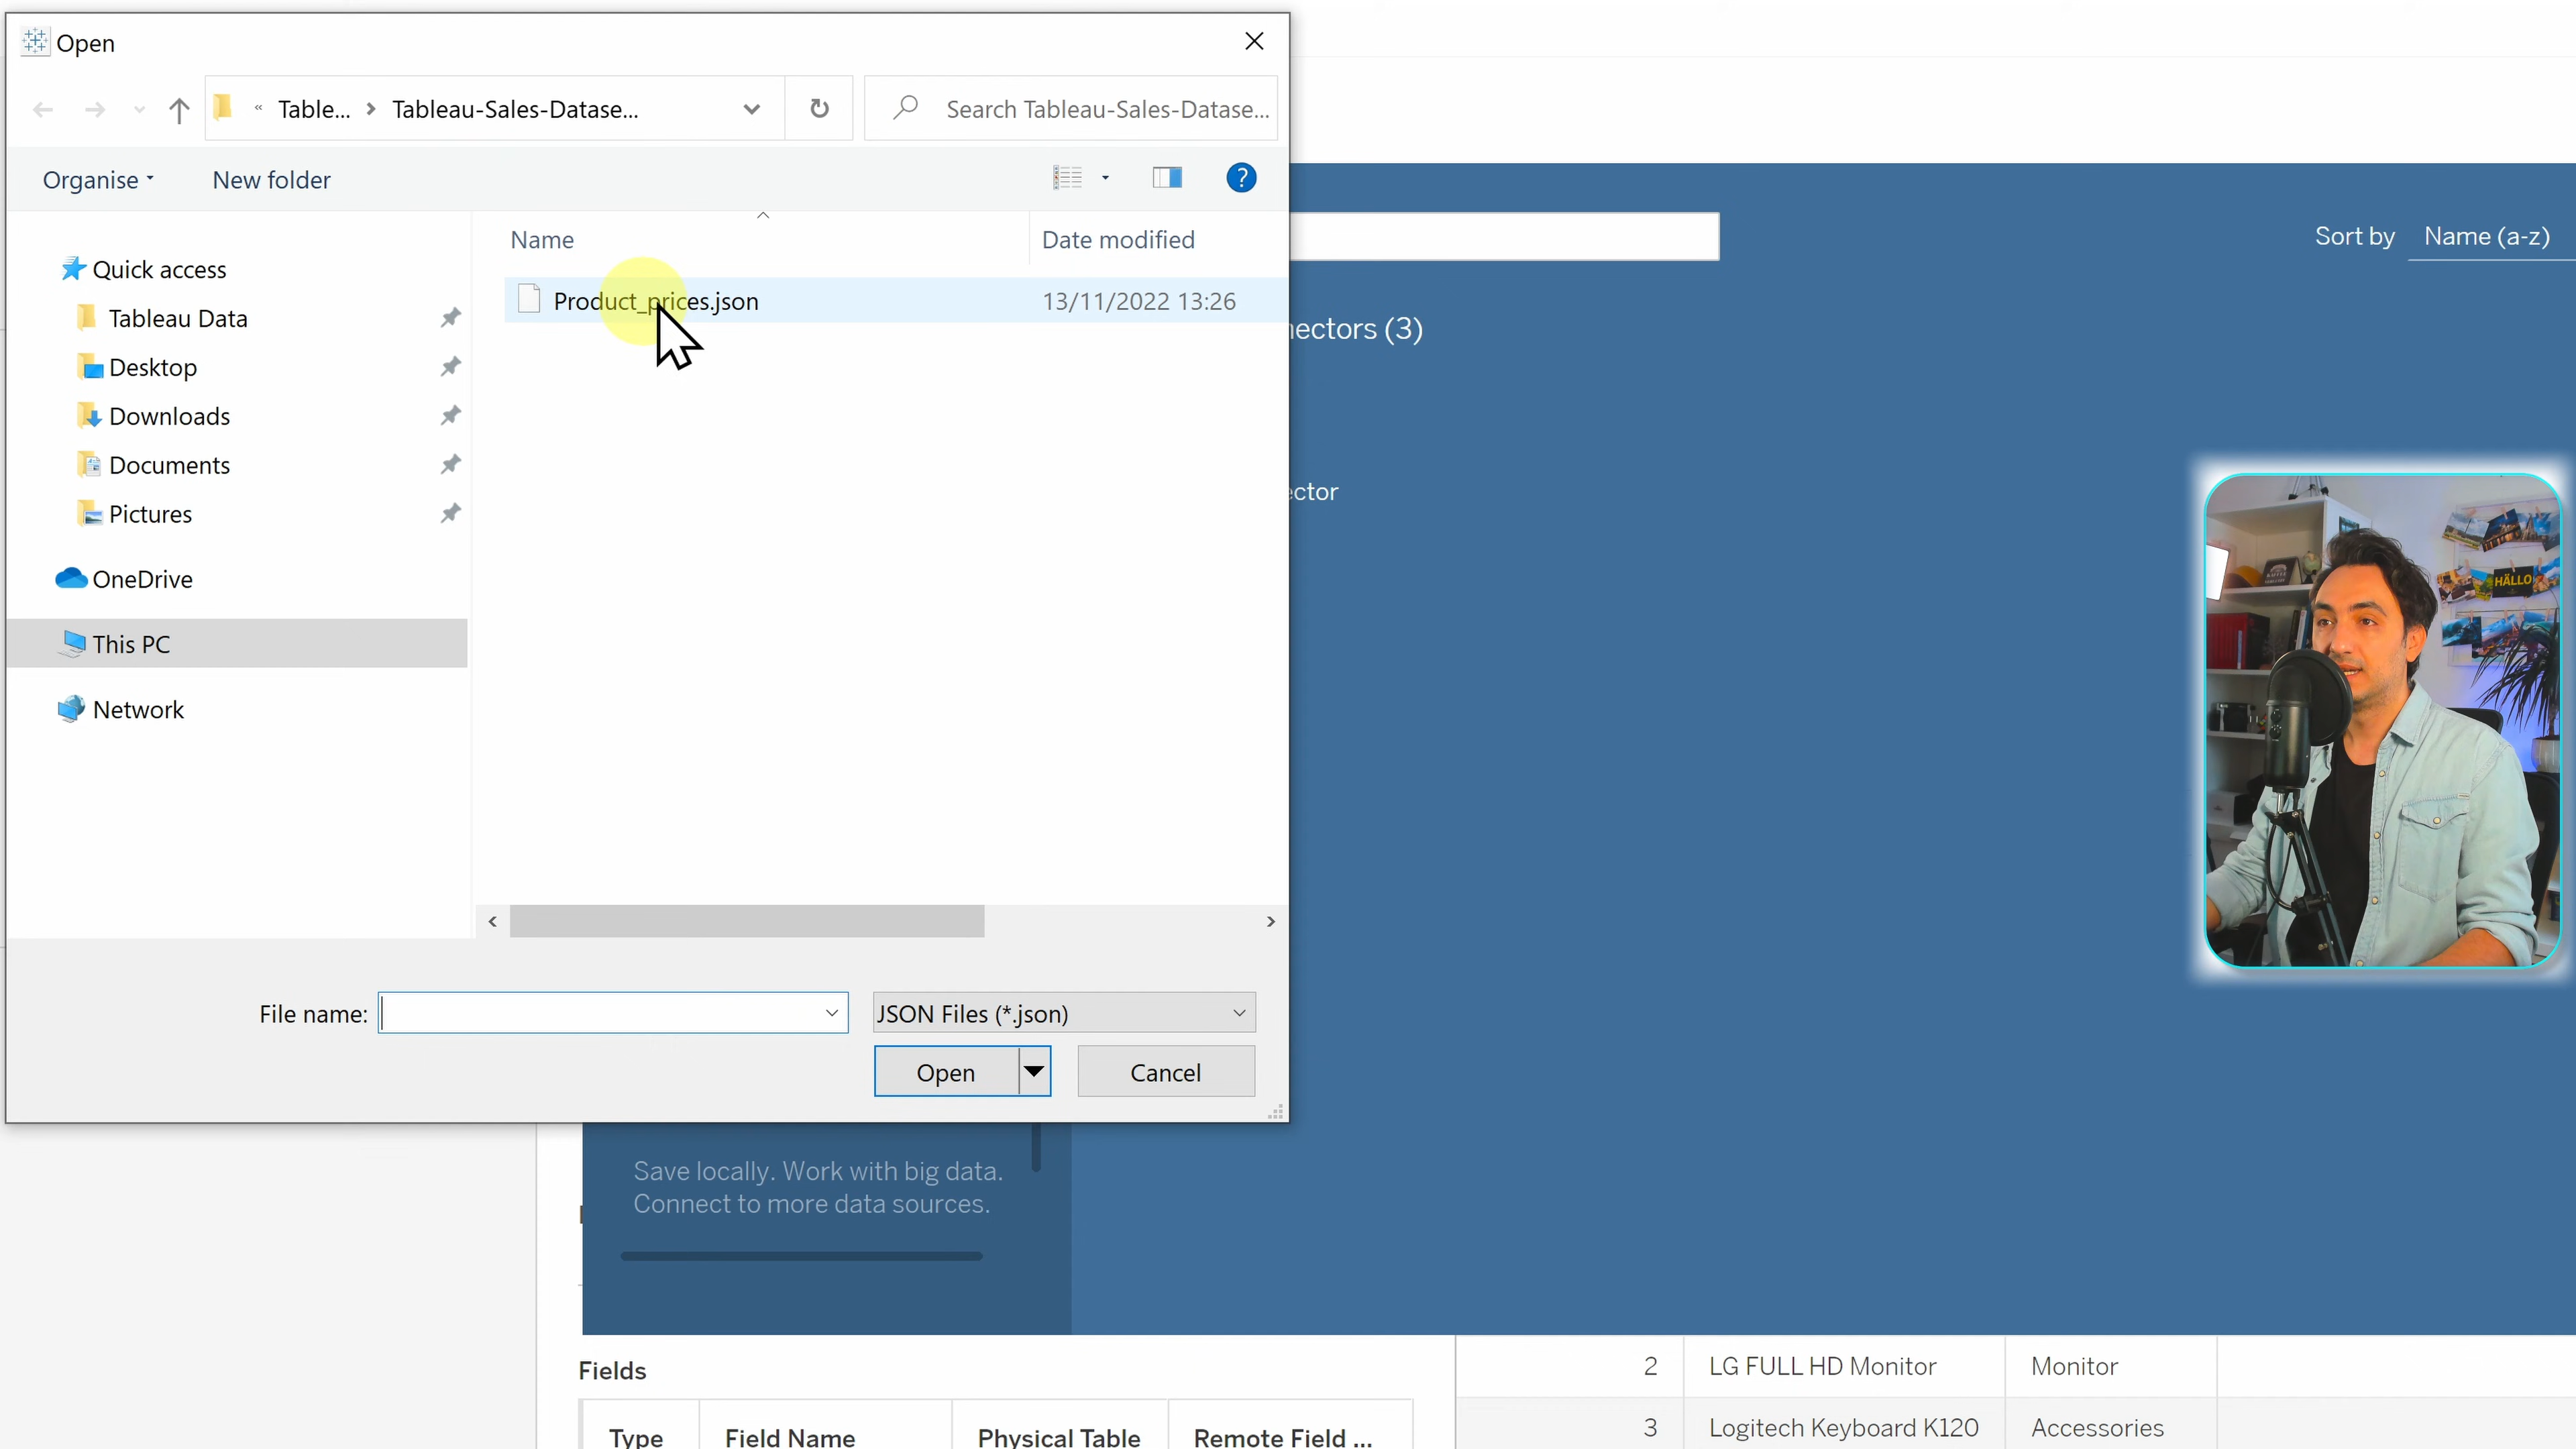 Open
« Table... > Tableau-Sales-Datase...
Search Tableau-Sales-Datase...
Organise
New folder
?
Name
Date modified
Quick access
Product_prices.json
13/11/2022 13:26
Tableau Data
Desktop
Downloads
Documents
Pictures
OneDrive
This PC
Network
File name:
JSON Files (*.json)
Open
Cancel
Sort by Name (a-z)
nectors (3)
ector
HÄLLO
Save locally. Work with big data.
Connect to more data sources.
Fields
Type
Field Name
Physical Table
Remote Field ...
2 LG FULL HD Monitor Monitor
3 Logitech Keyboard K120 Accessories